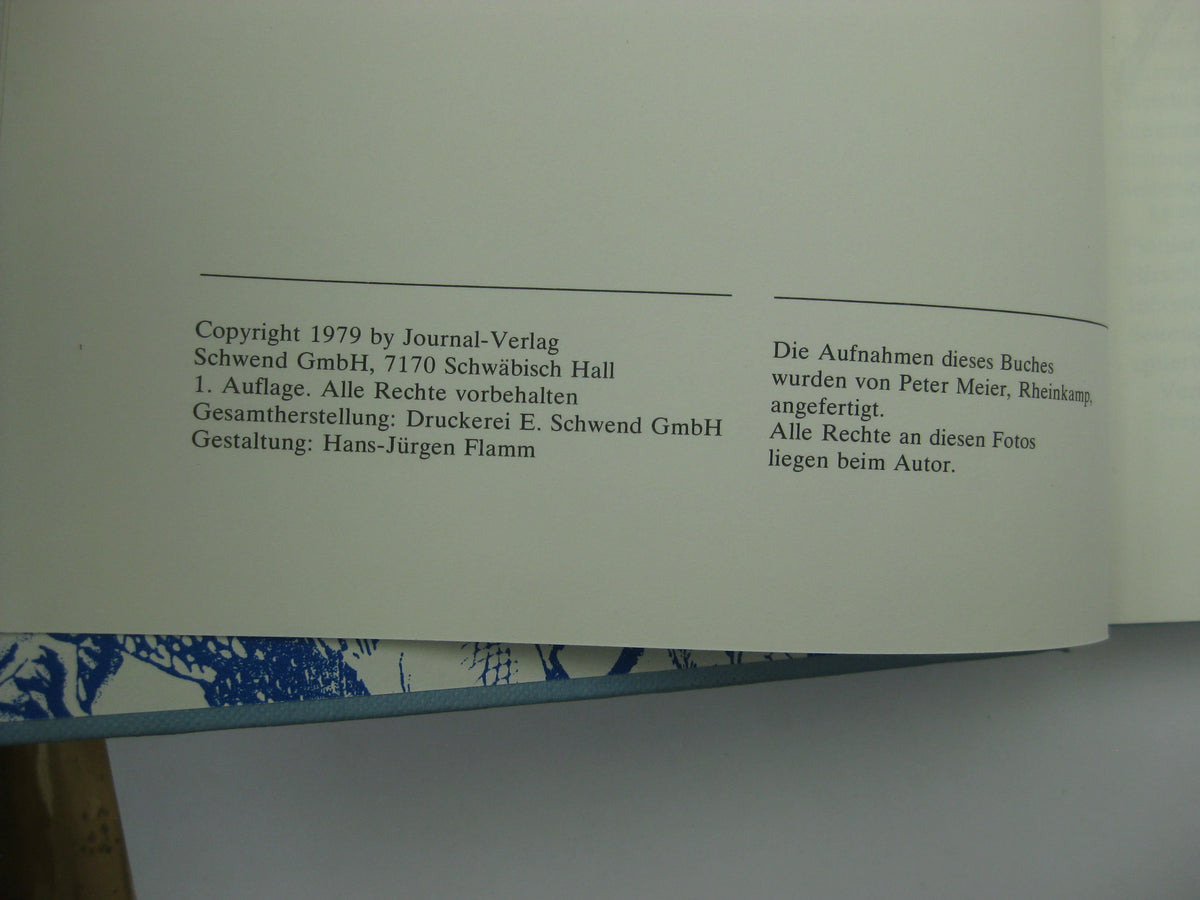 Copyright 1979 by Journal-Verlag
Schwend GmbH, 7170 Schwäbisch Hall
1. Auflage. Alle Rechte vorbehalten
Gesamtherstellung: Druckerei E. Schwend GmbH
Gestaltung: Hans-Jürgen Flamm
Die Aufnahmen dieses Buches
wurden von Peter Meier, Rheinkamp,
angefertigt.
Alle Rechte an diesen Fotos
liegen beim Autor.